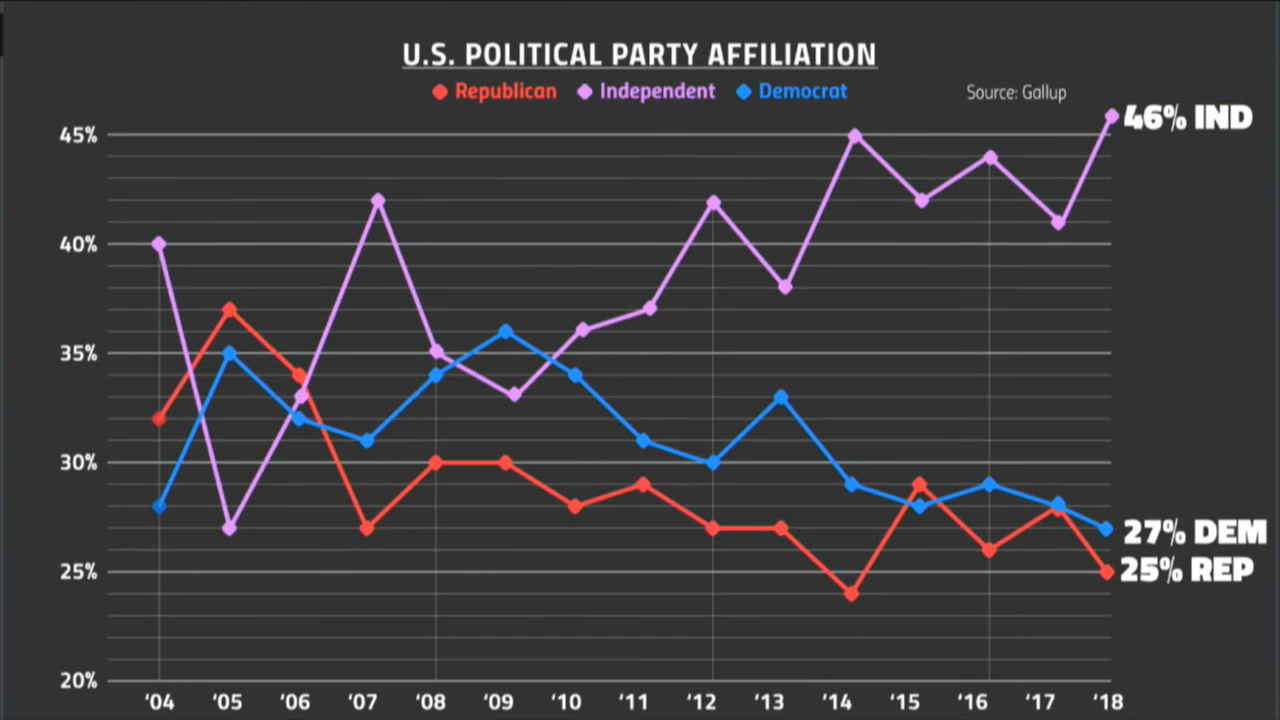 U.S. POLITICAL PARTY AFFILIATION
Republican Independent Democrat Source: Gallup
46% IND
45%
40%
35%
30%
27% DEM
25% REP
25%
20%
‘04 ‘05 ‘06 ‘07 ‘08 ‘09 ‘10 ‘11 ‘12 ‘13 ‘14 ‘15 ‘16 ‘17 ‘18